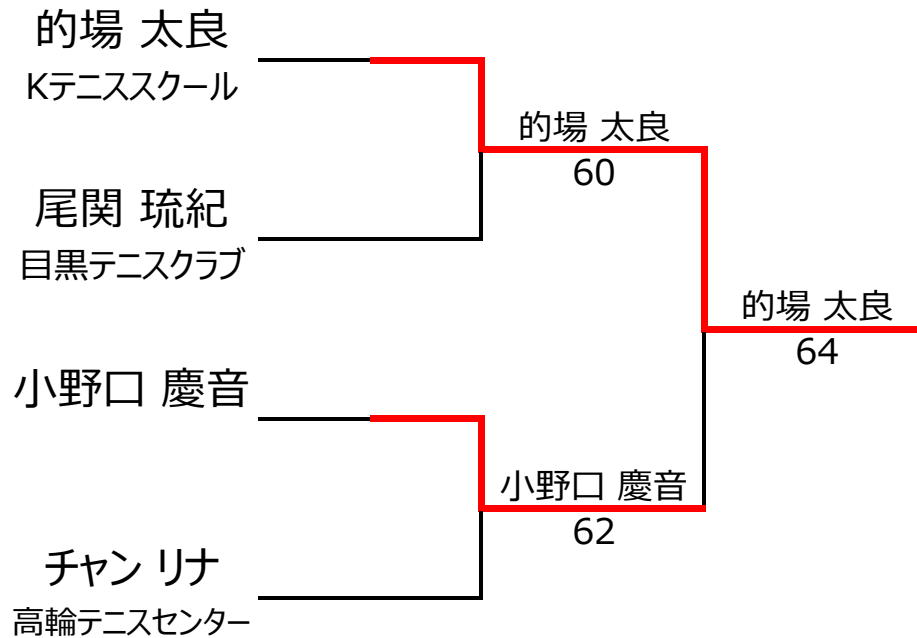 的場 太良
Kテニススクール
的場 太良
60
尾関 琉紀
目黒テニスクラブ
的場 太良
64
小野口 慶音
小野口 慶音
62
チャン リナ
高輪テニスセンター